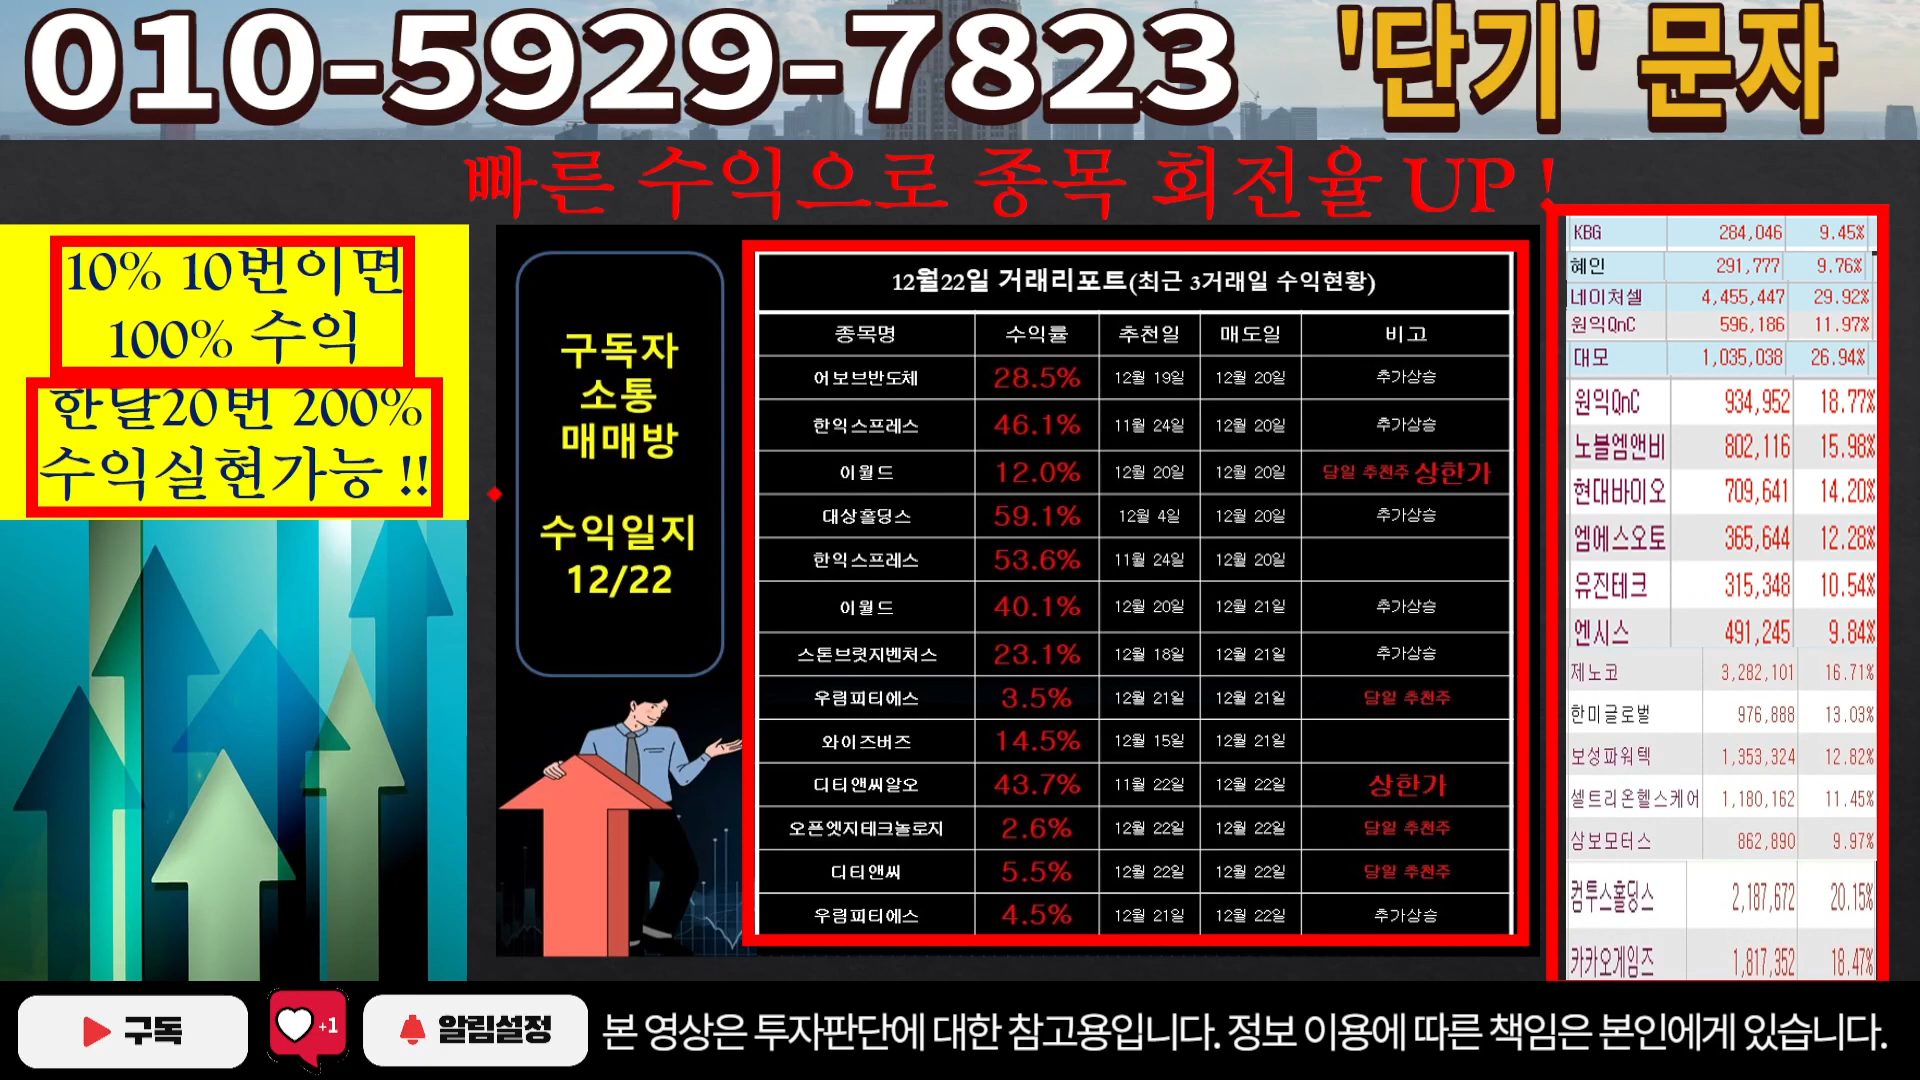 010-5929-7823 '단기' 문자
빠른 수익으로 종목 회전율 UP !
10% 10번이면
100% 수익
한달20번 200%
수익실현가능 !!
구독자
소통
매매방
수익일지
12/22
12월22일 거래리포트(최근 3거래일 수익현황)
종목명 수익률 추천일 매도일 비고
어보브반도체 28.5% 12월 19일 12월 20일 추가상승
한익스프레스 46.1% 11월 24일 12월 20일 추가상승
이월드 12.0% 12월 20일 12월 20일 당일 추천주 상한가
대상홀딩스 59.1% 12월 4일 12월 20일 추가상승
한익스프레스 53.6% 11월 24일 12월 20일
이월드 40.1% 12월 20일 12월 21일 추가상승
스톤브릿지벤처스 23.1% 12월 18일 12월 21일 추가상승
우림피티에스 3.5% 12월 21일 12월 21일 당일 추천주
와이즈버즈 14.5% 12월 15일 12월 21일
디티앤씨알오 43.7% 11월 22일 12월 22일 상한가
오픈엣지테크놀로지 2.6% 12월 22일 12월 22일 당일 추천주
디티앤씨 5.5% 12월 22일 12월 22일 당일 추천주
우림피티에스 4.5% 12월 21일 12월 22일 추가상승
KBG 284,046 9.45%
혜인 291,777 9.76%
네이처셀 4,455,447 29.92%
원익QnC 596,186 11.97%
대모 1,035,038 26.94%
원익QnC 934,952 18.77%
노블엠앤비 802,116 15.98%
현대바이오 709,641 14.20%
엠에스오토 365,644 12.28%
유진테크 315,348 10.54%
엔시스 491,245 9.84%
제노코 3,282,101 16.71%
한미글로벌 976,888 13.03%
보성파워텍 1,353,324 12.82%
셀트리온헬스케어 1,180,162 11.45%
삼보모터스 862,890 9.97%
컴투스홀딩스 2,187,672 20.15%
카카오게임즈 1,817,352 18.47%
구독
+1
알림설정
본 영상은 투자판단에 대한 참고용입니다. 정보 이용에 따른 책임은 본인에게 있습니다.